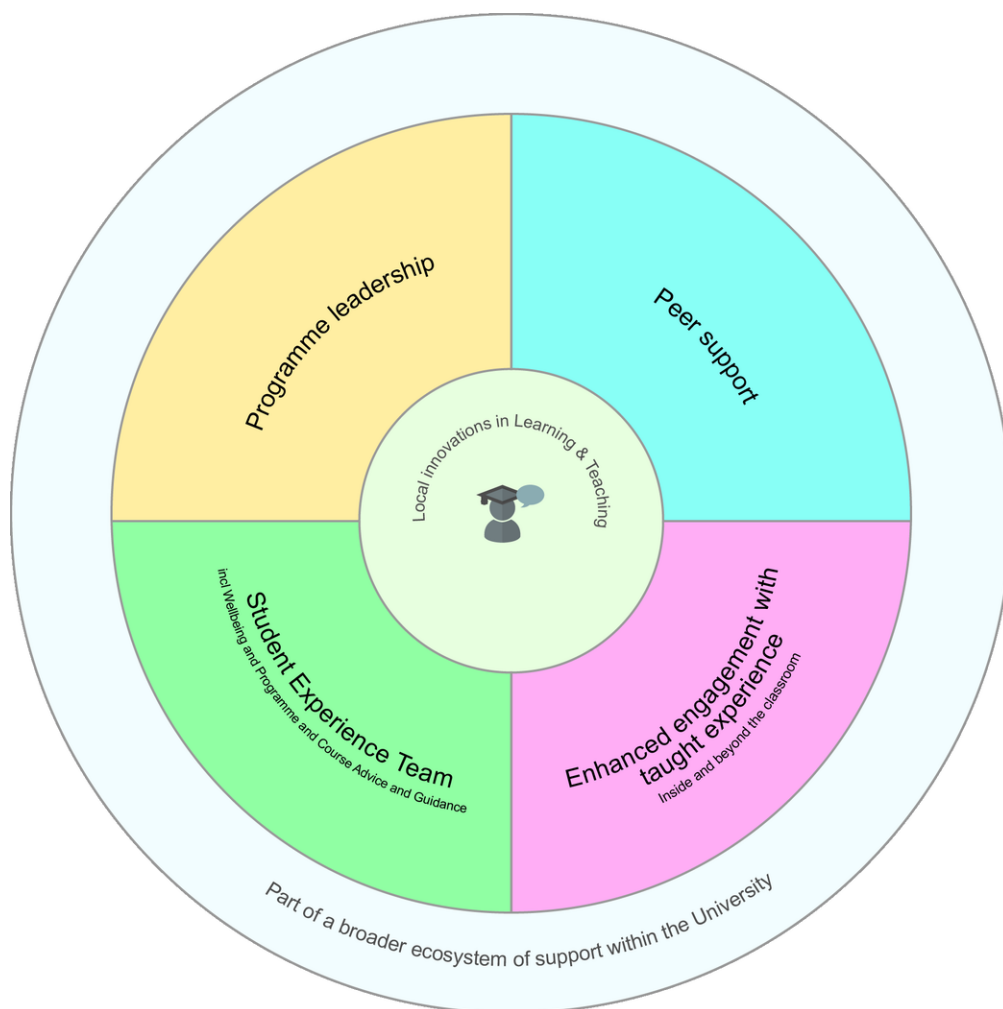 Programme leadership
Peer support
Local innovations in Learning & Teaching
Student Experience Team
incl Wellbeing and Programme and Course Advice and Guidance
Enhanced engagement with
taught experience
Inside and beyond the classroom
Part of a broader ecosystem of support within the University